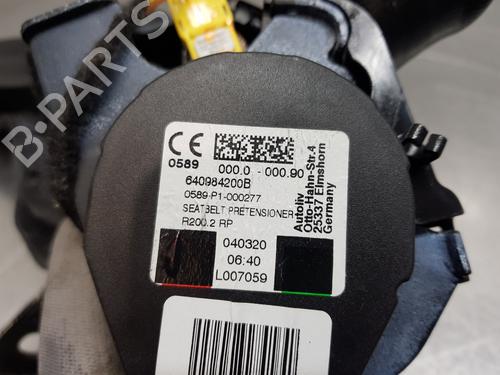 B-PARTS
CE
0589
000.0 - 000.90
640984200B
0589-P1-000277
SEATBELT PRETENSIONER
R200.2 RP
040320
06:40
L007059
Autoliv
Otto-Hahn-Str.4
25337 Elmshorn
Germany